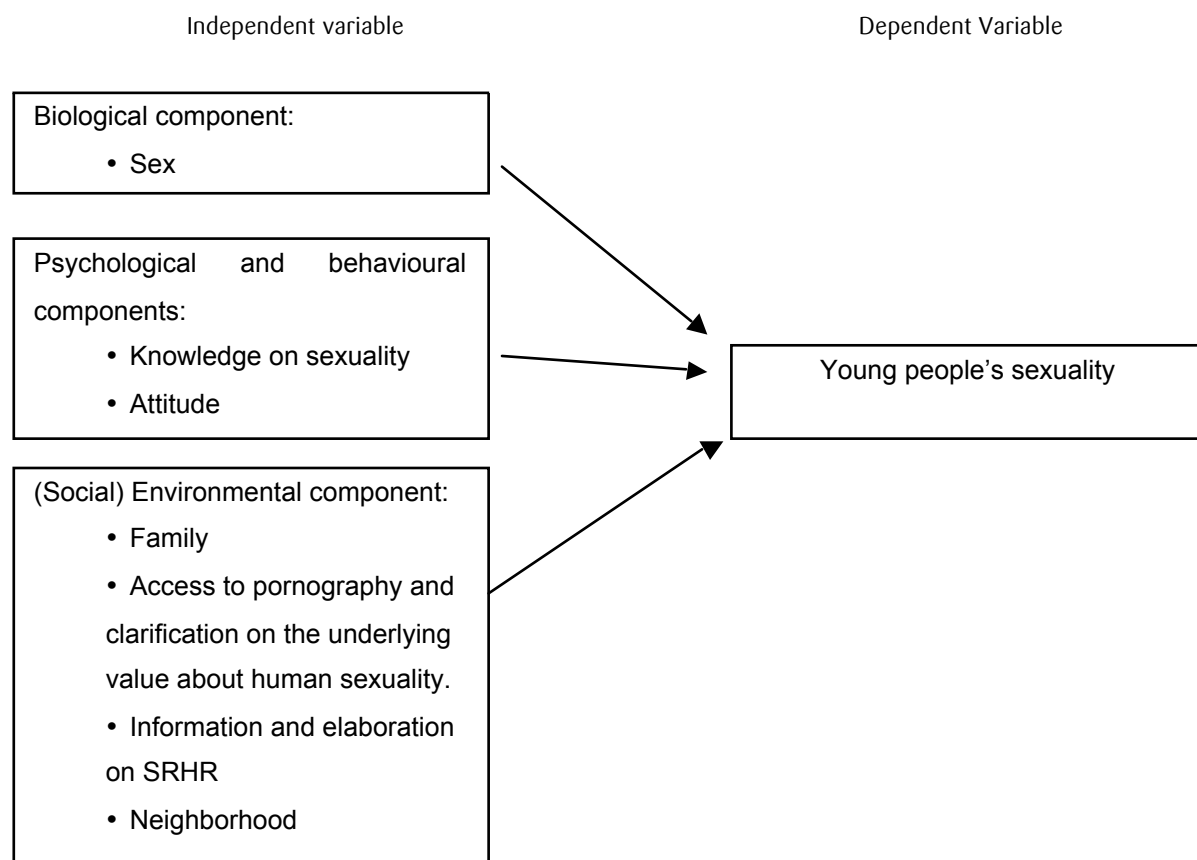 Independent variable
Dependent Variable
Biological component:
• Sex
Psychological and behavioural
components:
• Knowledge on sexuality
• Attitude
(Social) Environmental component:
• Family
• Access to pornography and
clarification on the underlying
value about human sexuality.
• Information and elaboration
on SRHR
• Neighborhood
Young people’s sexuality